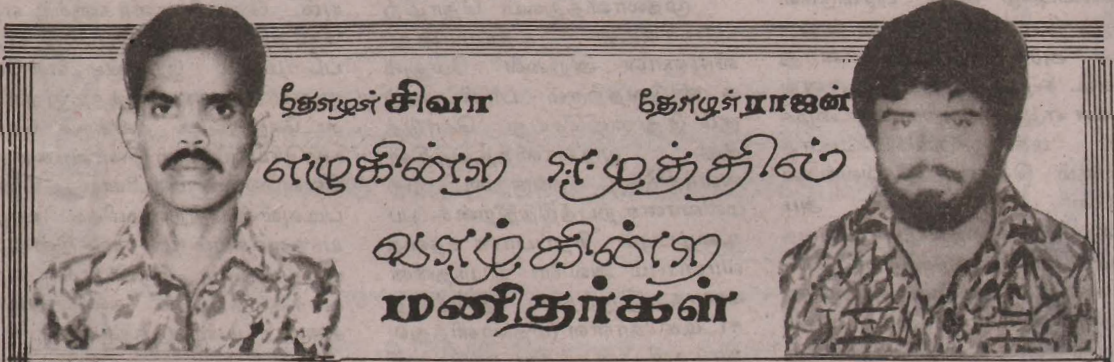 தோழர் சிவா தோழர் ராஜன்
எழுகின்ற ஈழத்தில்
வாழ்கின்ற
மனிதர்கள்